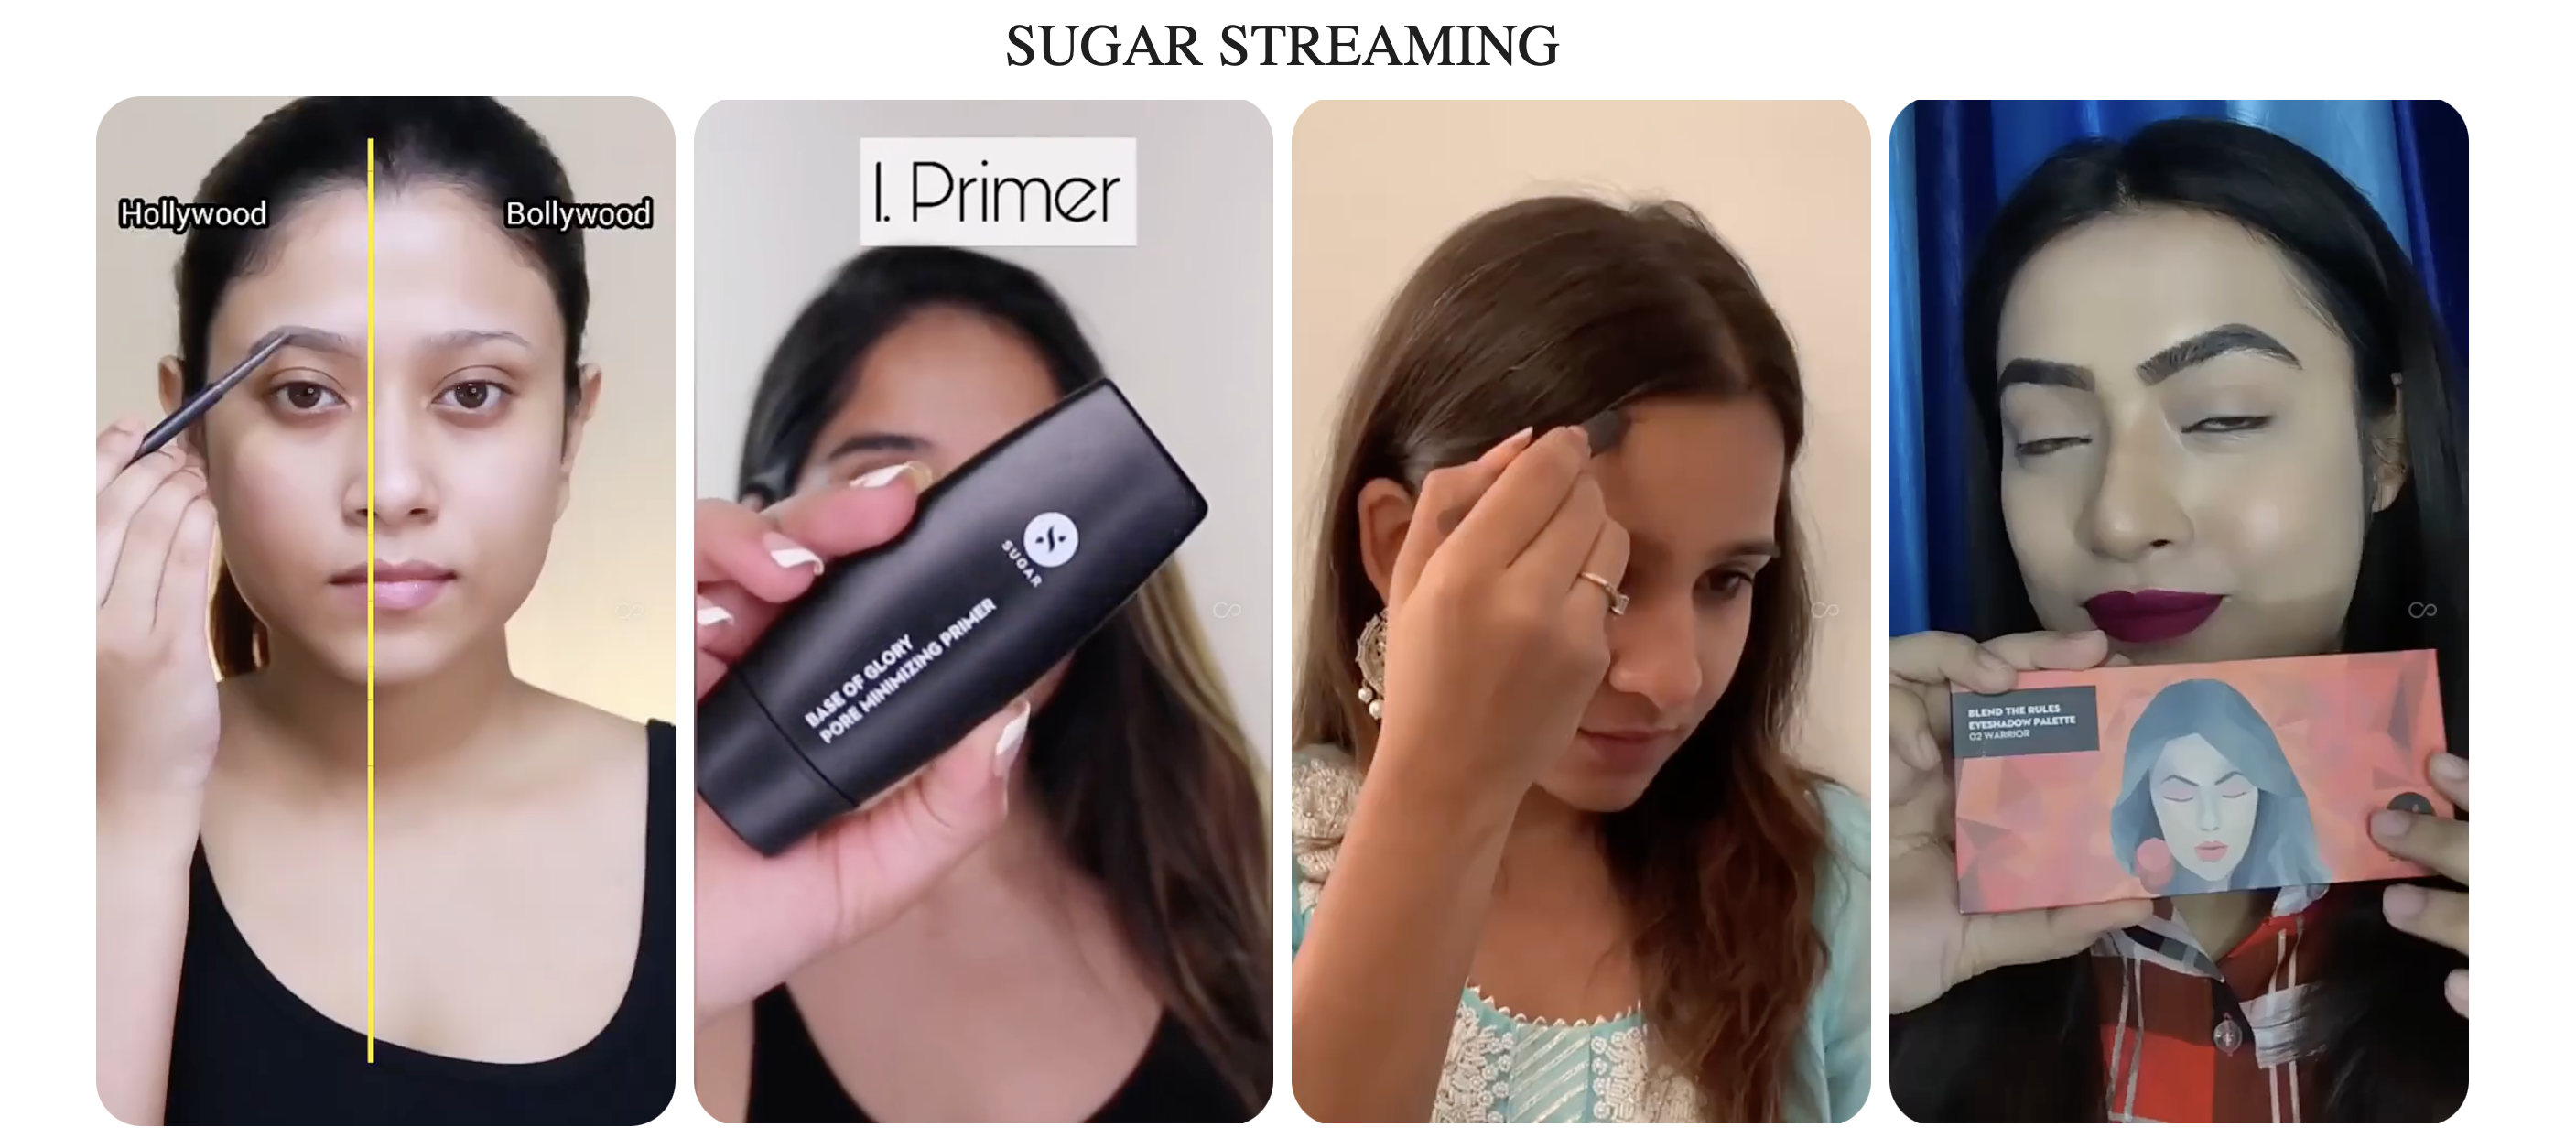 SUGAR STREAMING
Hollywood
Bollywood
1. Primer
SUGAR
BASE OF GLORY
PORE MINIMIZING PRIMER
BLEND THE RULES
EYESHADOW PALETTE
02 WARRIOR